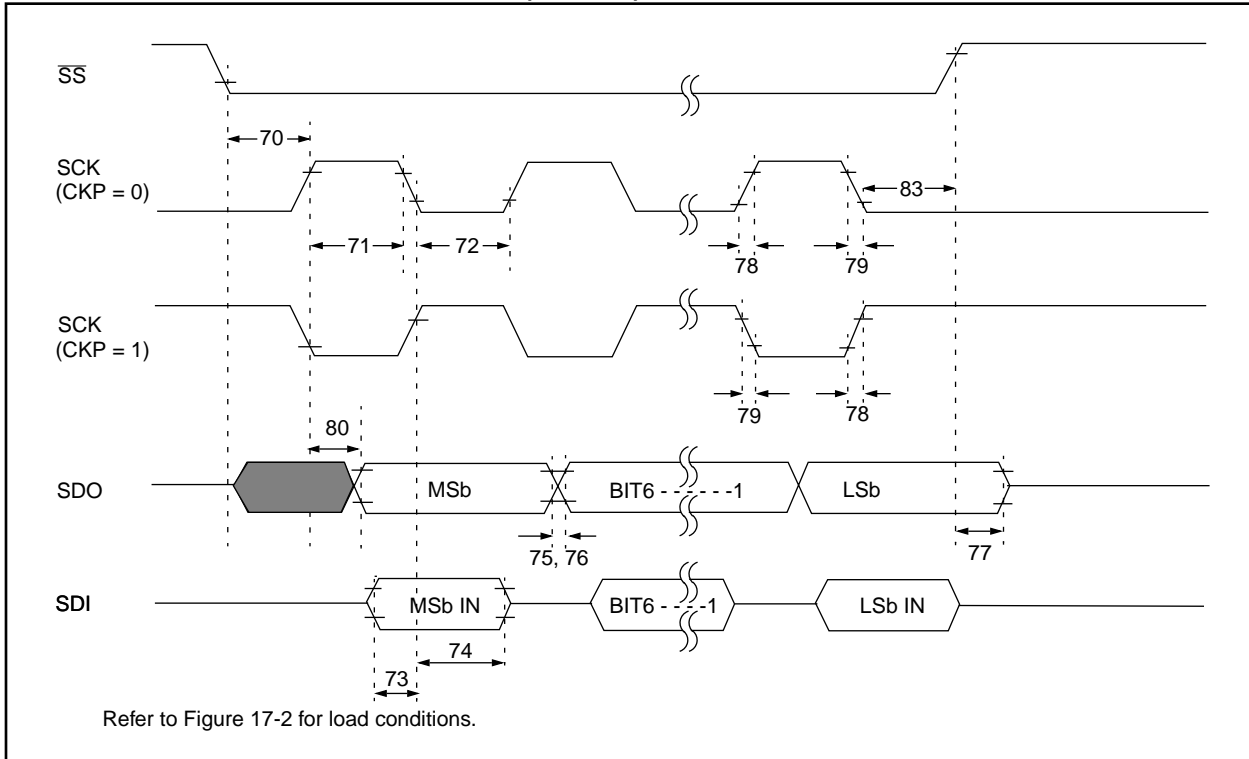 SS
70
SCK
(CKP = 0)
83
71
72
78
79
SCK
(CKP = 1)
79
78
80
SDO
MSb
BIT6 - - - - - -1
LSb
75, 76
77
SDI
MSb IN
BIT6 - - - - -1
LSb IN
74
73
Refer to Figure 17-2 for load conditions.